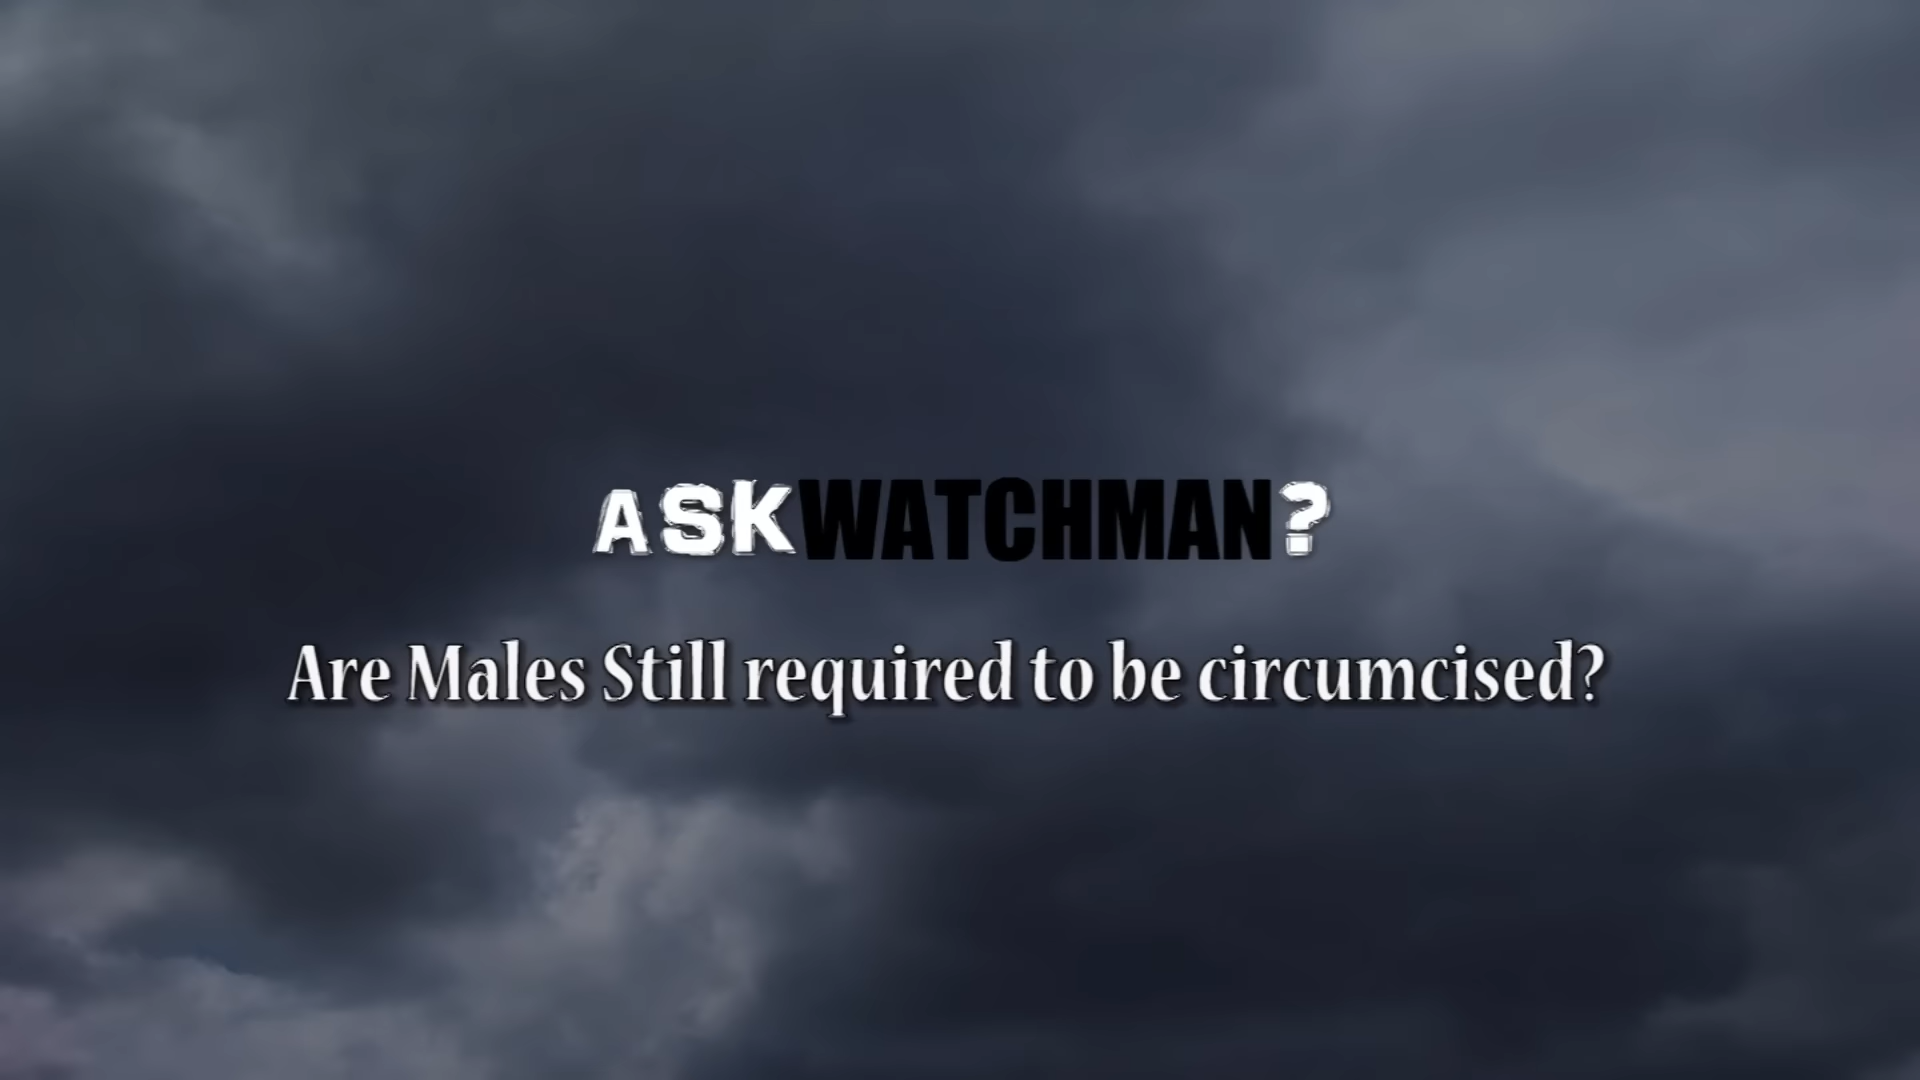 ASKWATCHMAN?
Are Males Still required to be circumcised?